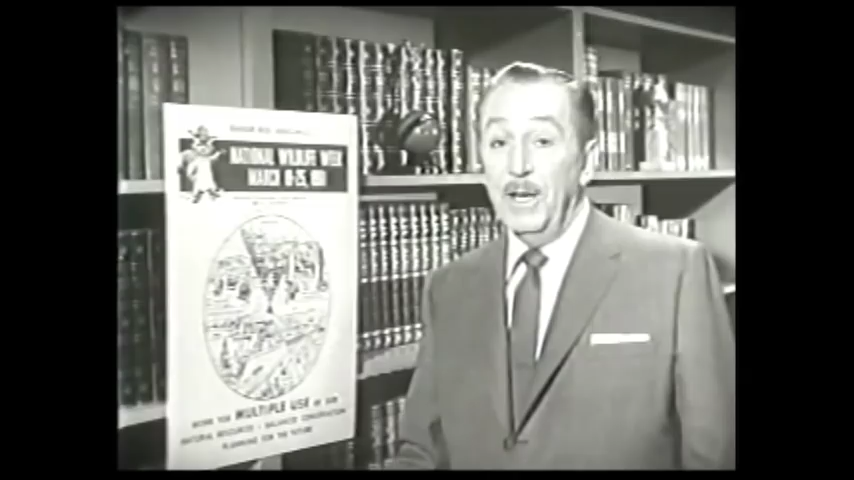 NATIONAL WILDLIFE WEEK
MARCH 19-25, 1961
WORK FOR MULTIPLE USE OF OUR
NATURAL RESOURCES - BALANCED CONSERVATION
PLANNING FOR THE FUTURE